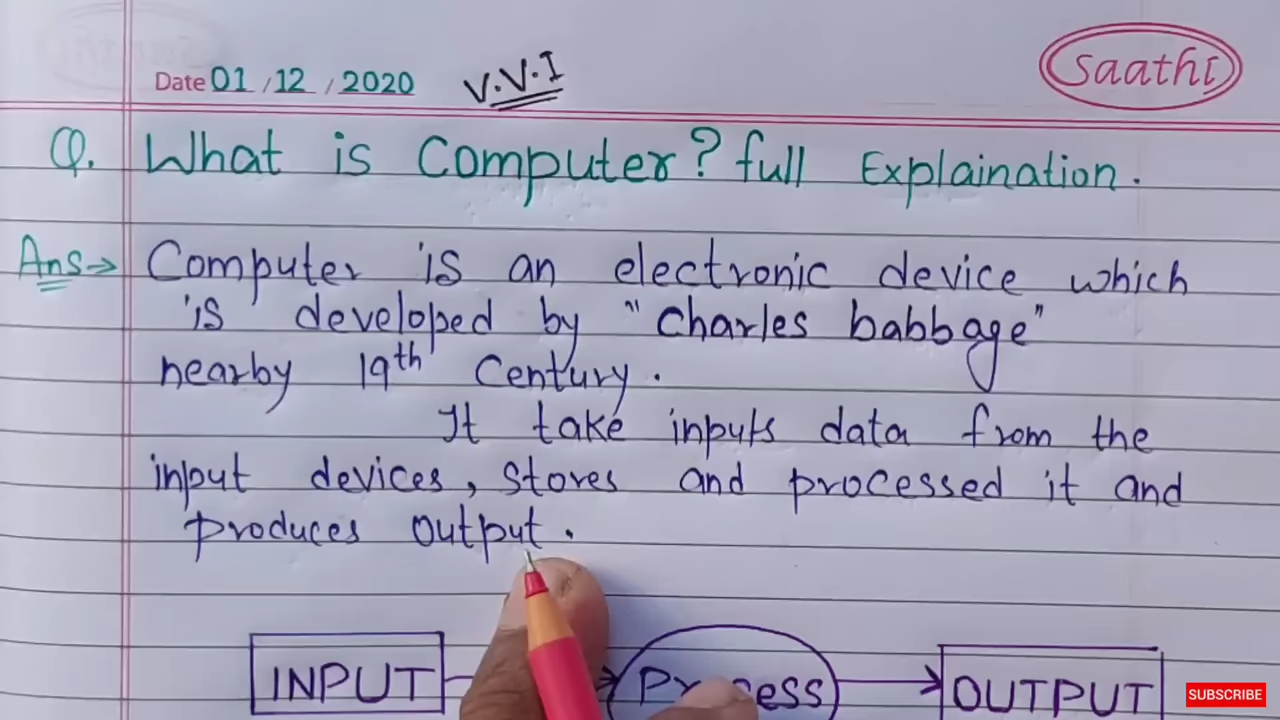 Saathi
Date 01 / 12 / 2020 V.V.I
Q. What is Computer? full Explaination.
Ans→ Computer is an electronic device which
is developed by "Charles babbage"
nearby 19th Century.
It take inputs data from the
input devices, stores and processed it and
produces output.
INPUT Process OUTPUT
SUBSCRIBE